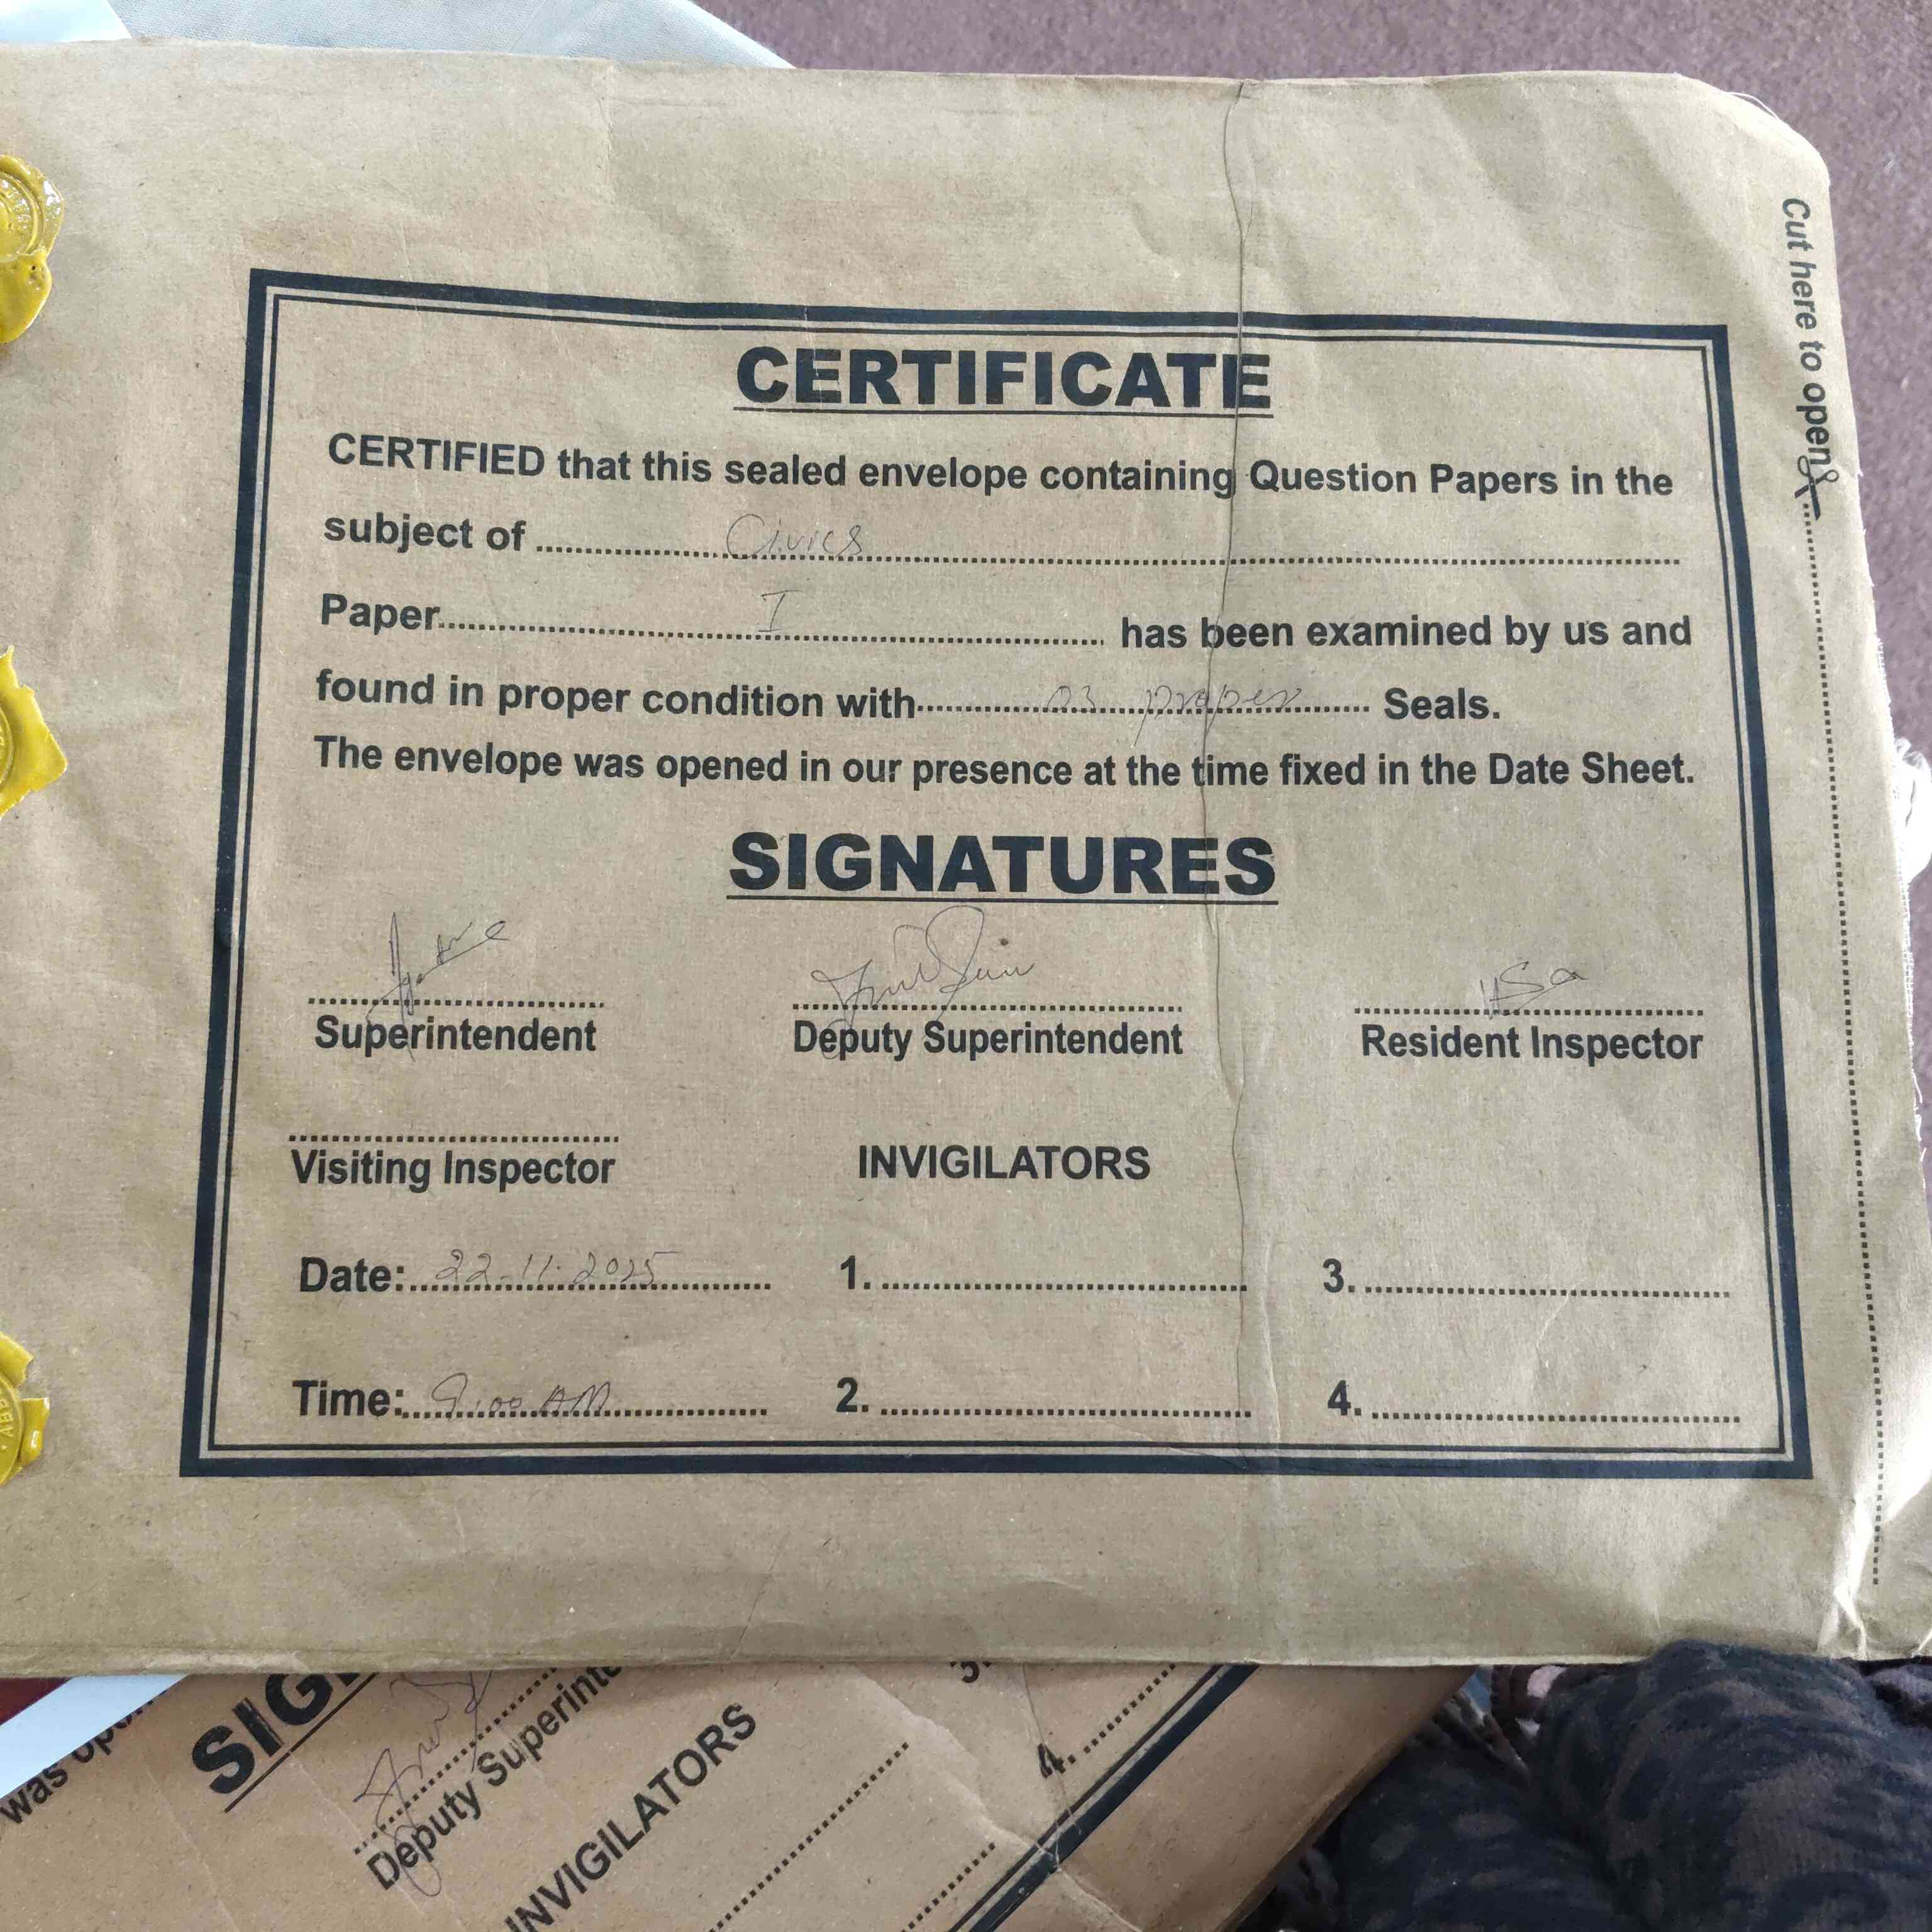 CERTIFICATE
CERTIFIED that this sealed envelope containing Question Papers in the
subject of ........ Civics ........
Paper........ I ........ has been examined by us and
found in proper condition with........ 03 proper ........ Seals.
The envelope was opened in our presence at the time fixed in the Date Sheet.
SIGNATURES
Superintendent Deputy Superintendent Resident Inspector
Visiting Inspector INVIGILATORS
Date: 22-11-2025 1. 3.
Time: 9:00 AM 2. 4.
Cut here to open
was
SIG
Deputy Superinte
INVIGILATORS
3.
4.